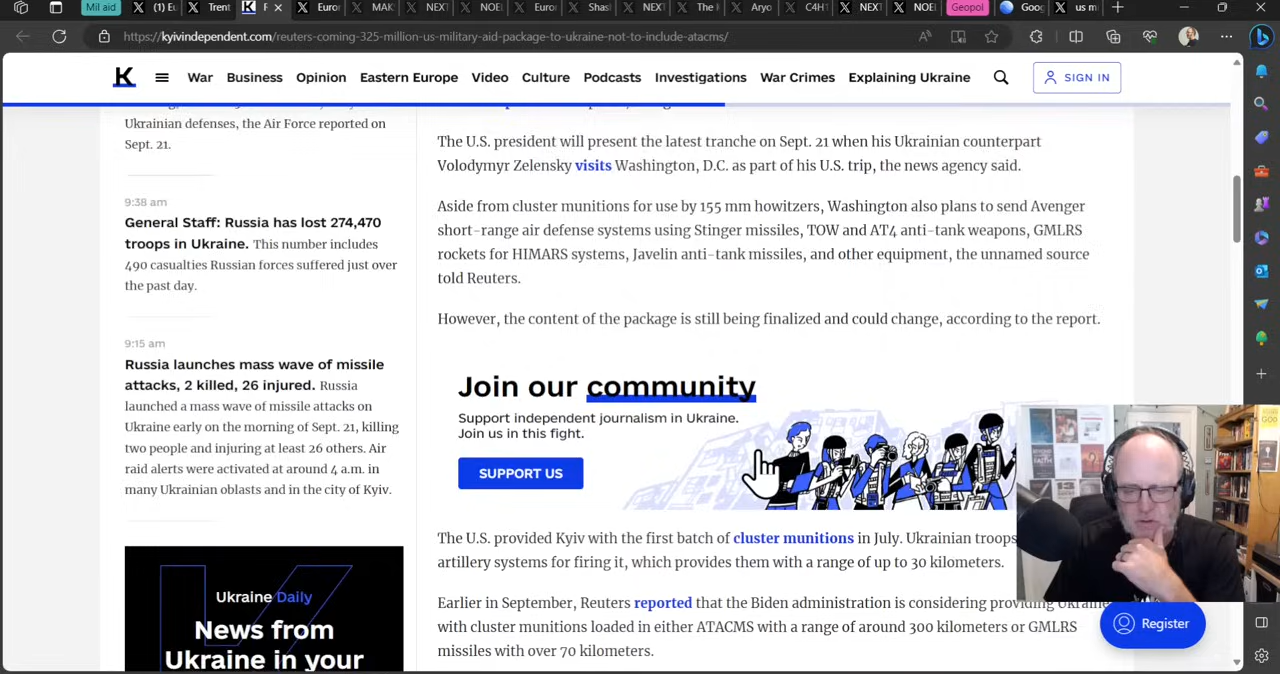 Mil aid
(1) Eu
Trent
F
Euro
MAK
NEXT
NOEL
Euro
Shas
NEXT
The
Aryo
C4H
NEXT
NOEL
Geopol
Goo
us m
https://kyivindependent.com/reuters-coming-325-million-us-military-aid-package-to-ukraine-not-to-include-atacms/
K
War
Business
Opinion
Eastern Europe
Video
Culture
Podcasts
Investigations
War Crimes
Explaining Ukraine
SIGN IN
Ukrainian defenses, the Air Force reported on
Sept. 21.
9:38 am
General Staff: Russia has lost 274,470
troops in Ukraine. This number includes
490 casualties Russian forces suffered just over
the past day.
9:15 am
Russia launches mass wave of missile
attacks, 2 killed, 26 injured. Russia
launched a mass wave of missile attacks on
Ukraine early on the morning of Sept. 21, killing
two people and injuring at least 26 others. Air
raid alerts were activated at around 4 a.m. in
many Ukrainian oblasts and in the city of Kyiv.
Ukraine Daily
News from
Ukraine in your
The U.S. president will present the latest tranche on Sept. 21 when his Ukrainian counterpart
Volodymyr Zelensky visits Washington, D.C. as part of his U.S. trip, the news agency said.
Aside from cluster munitions for use by 155 mm howitzers, Washington also plans to send Avenger
short-range air defense systems using Stinger missiles, TOW and AT4 anti-tank weapons, GMLRS
rockets for HIMARS systems, Javelin anti-tank missiles, and other equipment, the unnamed source
told Reuters.
However, the content of the package is still being finalized and could change, according to the report.
Join our community
Support independent journalism in Ukraine.
Join us in this fight.
SUPPORT US
The U.S. provided Kyiv with the first batch of cluster munitions in July. Ukrainian troops
artillery systems for firing it, which provides them with a range of up to 30 kilometers.
Earlier in September, Reuters reported that the Biden administration is considering providing Ukraine
with cluster munitions loaded in either ATACMS with a range of around 300 kilometers or GMLRS
missiles with over 70 kilometers.
Register